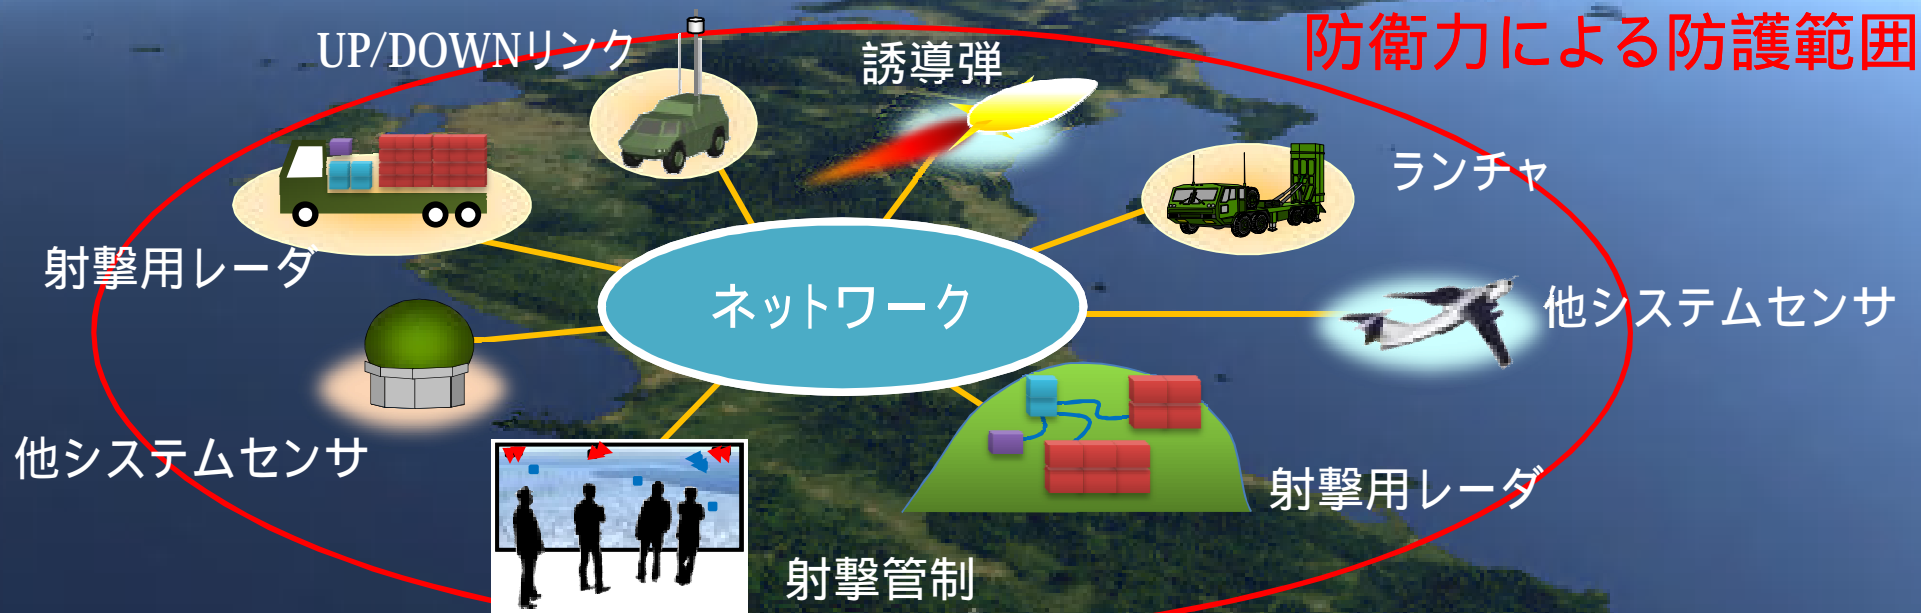 防衛力による防護範囲
UP/DOWNリンク
誘導弾
ランチャ
射撃用レーダ
ネットワーク
他システムセンサ
他システムセンサ
射撃用レーダ
射撃管制